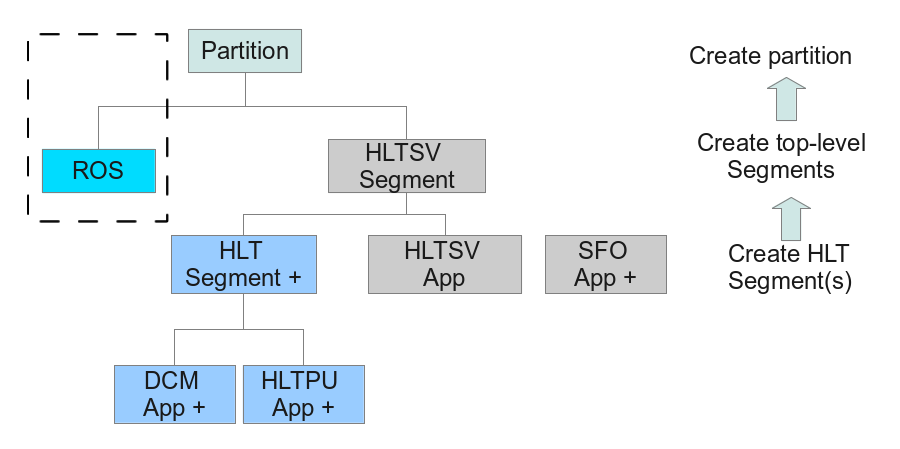 Partition
ROS
HLTSV
Segment
HLT
Segment +
HLTSV
App
SFO
App +
DCM
App +
HLTPU
App +
Create partition
Create top-level
Segments
Create HLT
Segment(s)